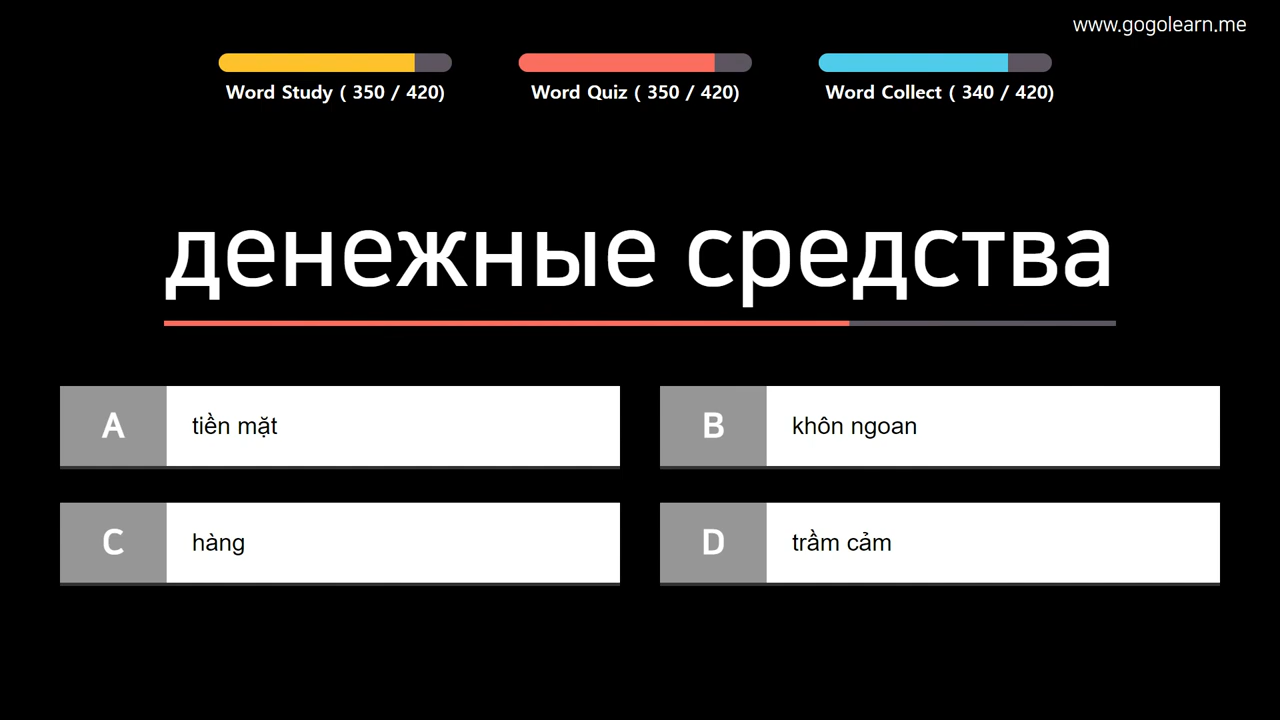 www.gogolearn.me
Word Study ( 350 / 420)
Word Quiz ( 350 / 420)
Word Collect ( 340 / 420)
денежные средства
A tiền mặt
B khôn ngoan
C hàng
D trầm cảm